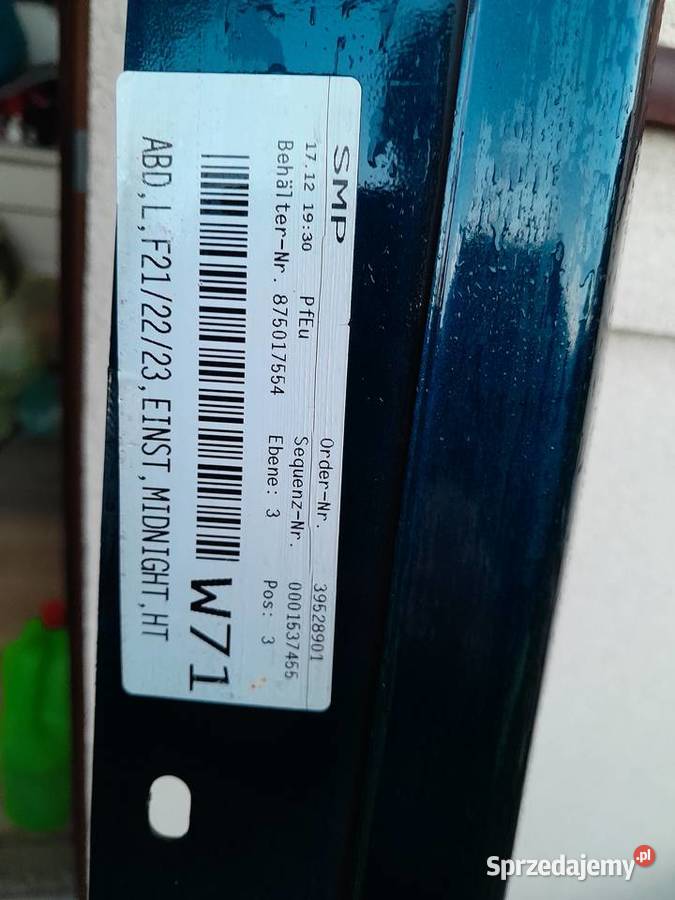 SMP
Order-Nr. 39528901
17.12 19:30 PfEu Sequenz-Nr. 0001637455
Behälter-Nr. 875017554 Ebene: 3 Pos: 3
W71
ABD,L,F21/22/23,EINST,MIDNIGHT,HT
Sprzedajemy.pl